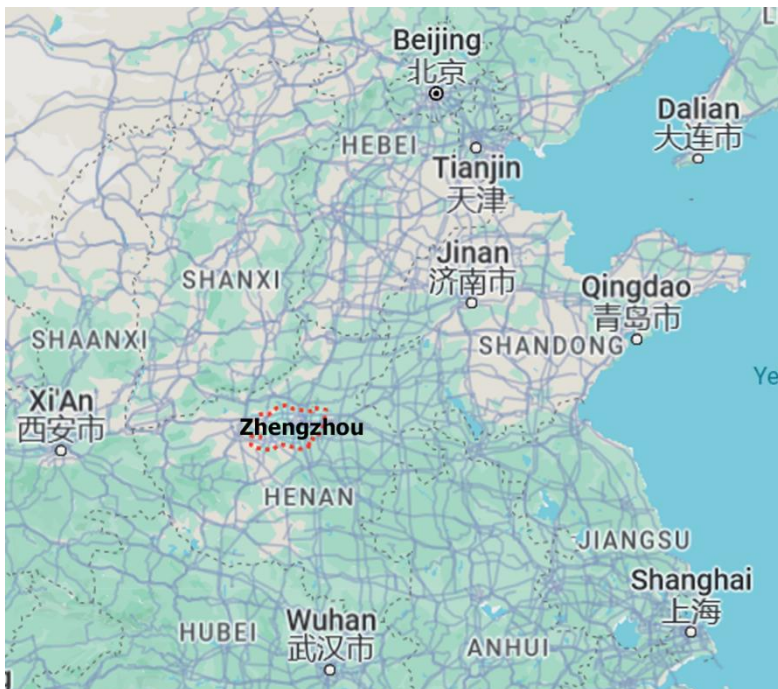 Beijing
北京
Dalian
大连市
HEBEI
Tianjin
天津
Jinan
济南市
SHANXI
Qingdao
青岛市
SHAANXI
SHANDONG
Ye
Xi'An
西安市
Zhengzhou
HENAN
JIANGSU
Shanghai
上海
Wuhan
武汉市
HUBEI
ANHUI